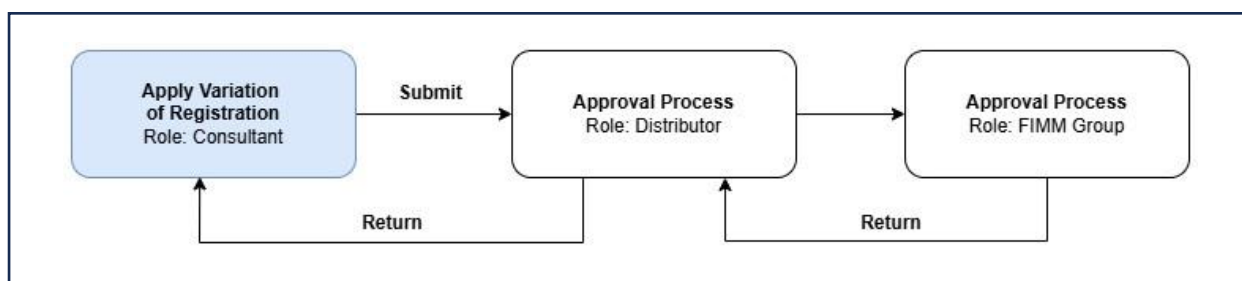 Apply Variation
of Registration
Role: Consultant
Submit
Approval Process
Role: Distributor
Approval Process
Role: FIMM Group
Return
Return